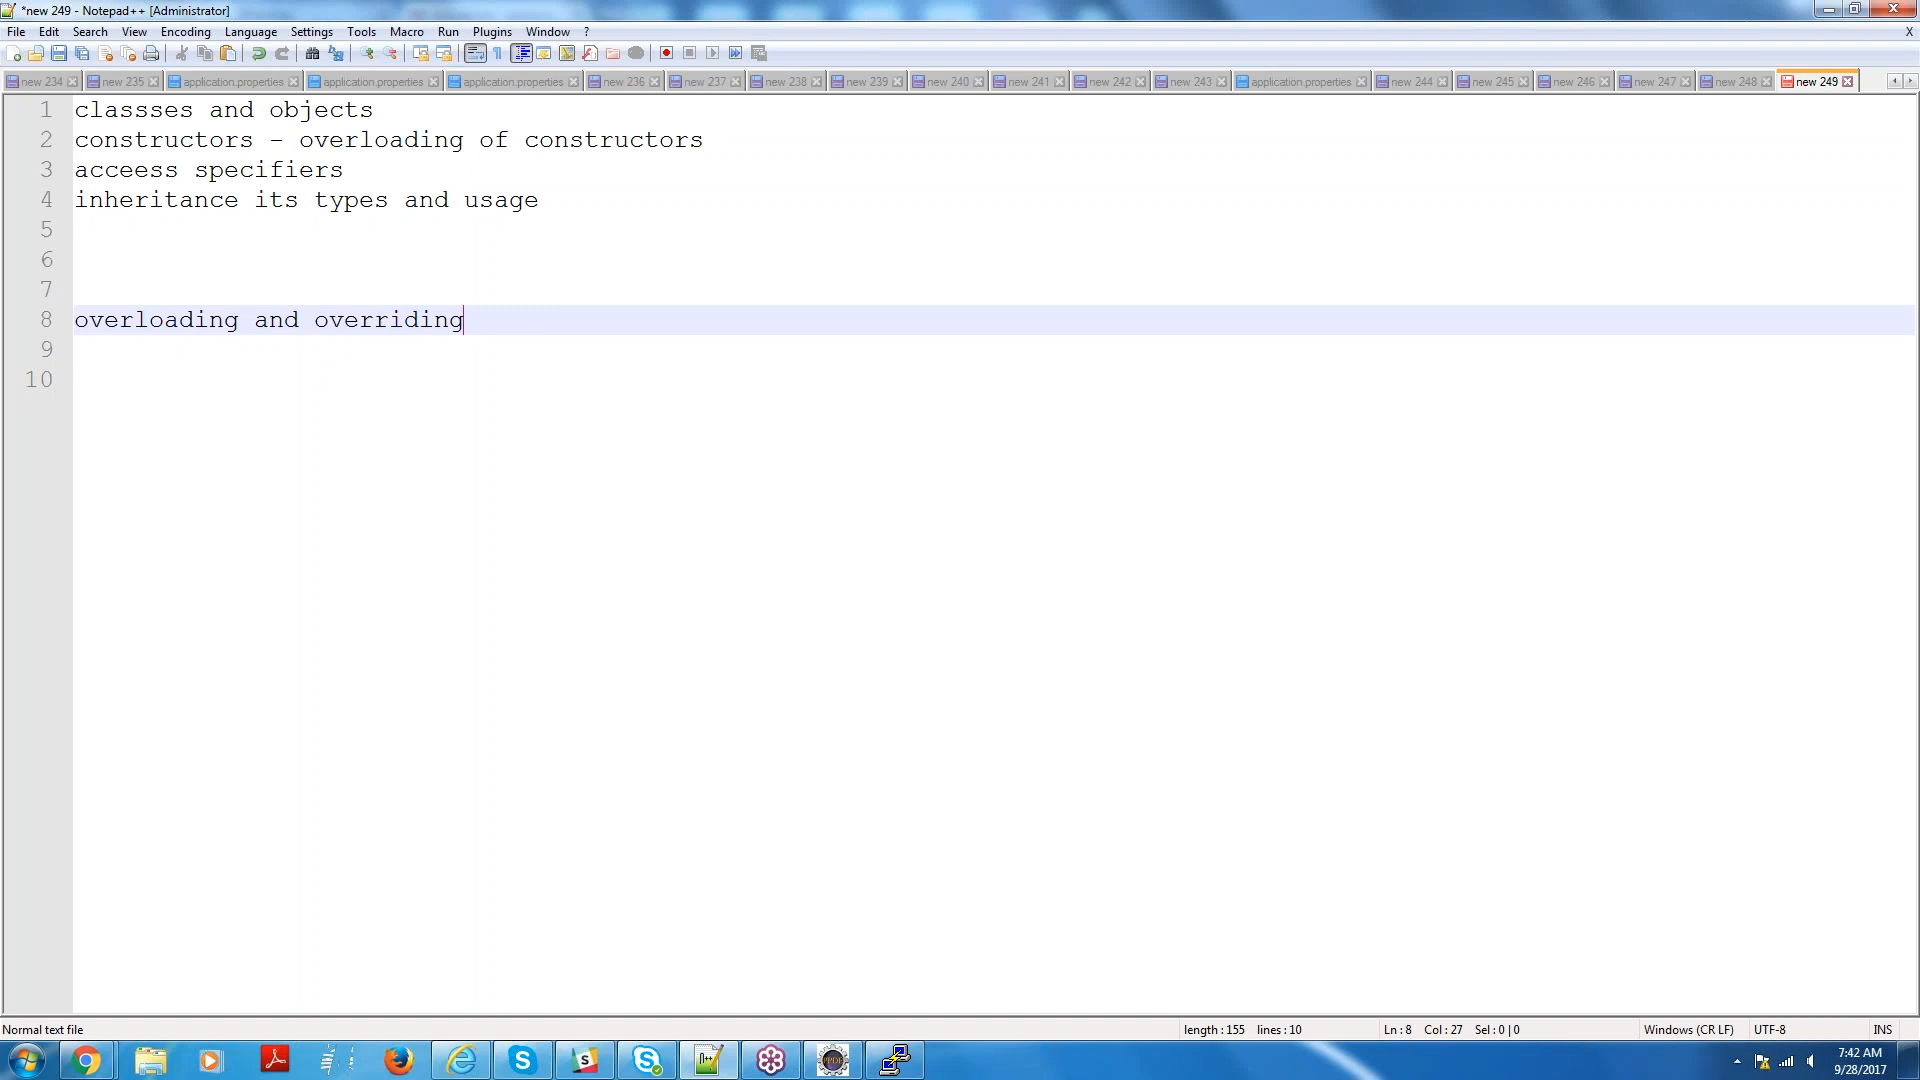 *new 249 - Notepad++ [Administrator]
File Edit Search View Encoding Language Settings Tools Macro Run Plugins Window ? X
new 234 new 235 application.properties application.properties application.properties new 236 new 237 new 238 new 239 new 240 new 241 new 242 new 243 application.properties new 244 new 245 new 246 new 247 new 248 new 249
1 classses and objects
2 constructors - overloading of constructors
3 acceess specifiers
4 inheritance its types and usage
5
6
7
8 overloading and overriding
9
10
Normal text file length : 155 lines : 10 Ln : 8 Col : 27 Sel : 0 | 0 Windows (CR LF) UTF-8 INS
7:42 AM
9/28/2017